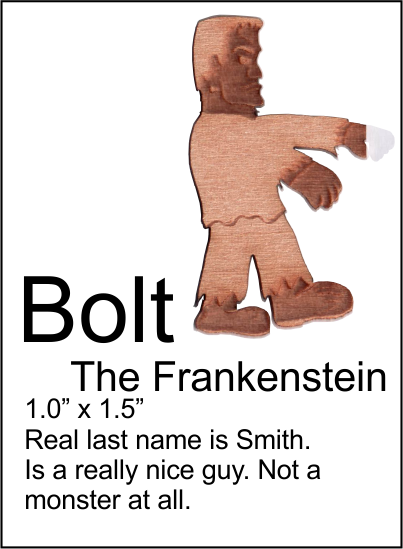 Bolt
The Frankenstein
1.0” x 1.5”
Real last name is Smith.
Is a really nice guy. Not a
monster at all.